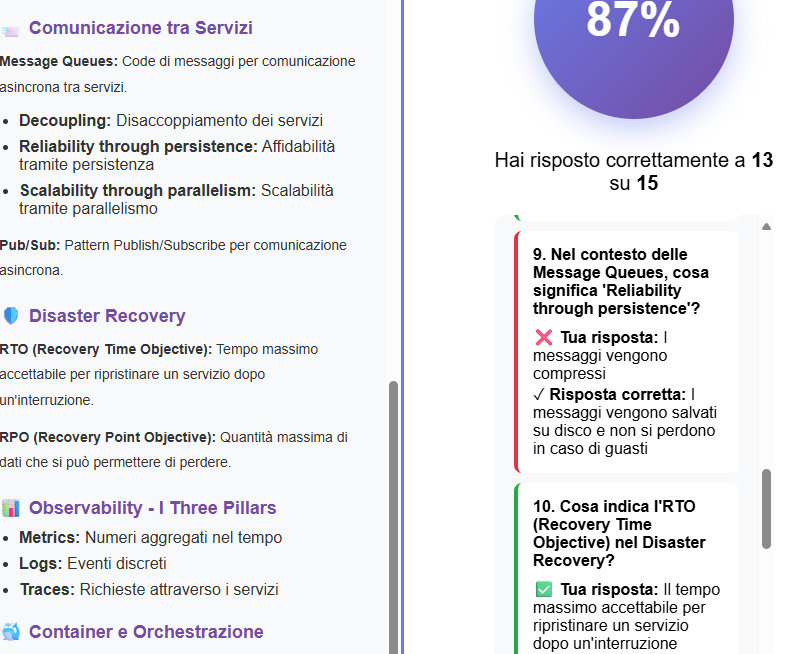 Comunicazione tra Servizi
Message Queues: Code di messaggi per comunicazione
asincrona tra servizi.
Decoupling: Disaccoppiamento dei servizi
Reliability through persistence: Affidabilità
tramite persistenza
Scalability through parallelism: Scalabilità
tramite parallelismo
Pub/Sub: Pattern Publish/Subscribe per comunicazione
asincrona.
Disaster Recovery
RTO (Recovery Time Objective): Tempo massimo
accettabile per ripristinare un servizio dopo
un'interruzione.
RPO (Recovery Point Objective): Quantità massima di
dati che si può permettere di perdere.
Observability - I Three Pillars
Metrics: Numeri aggregati nel tempo
Logs: Eventi discreti
Traces: Richieste attraverso i servizi
Container e Orchestrazione
87%
Hai risposto correttamente a 13
su 15
9. Nel contesto delle
Message Queues, cosa
significa 'Reliability
through persistence'?
❌ Tua risposta: I
messaggi vengono
compressi
✓ Risposta corretta: I
messaggi vengono salvati
su disco e non si perdono
in caso di guasti
10. Cosa indica l'RTO
(Recovery Time
Objective) nel Disaster
Recovery?
✅ Tua risposta: Il tempo
massimo accettabile per
ripristinare un servizio
dopo un'interruzione